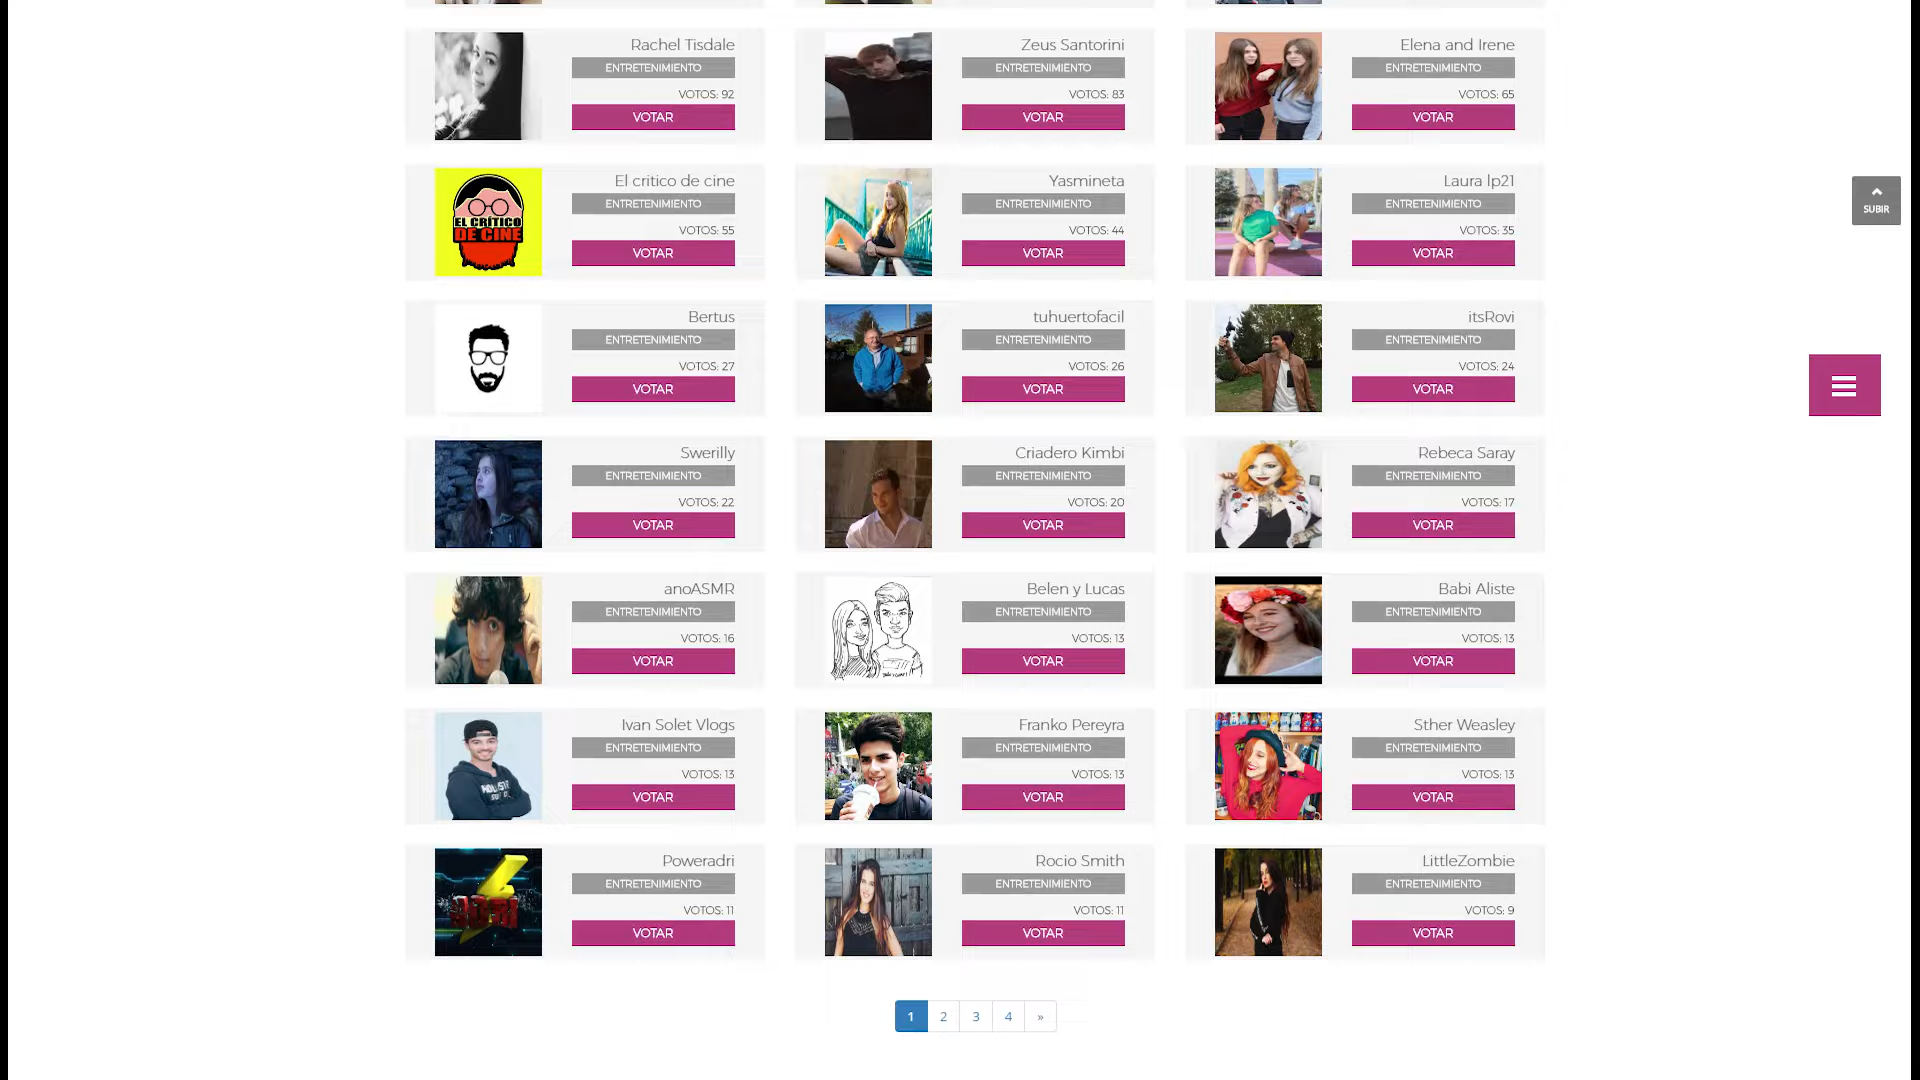 Rachel Tisdale
ENTRETENIMIENTO
VOTOS: 92
VOTAR
Zeus Santorini
ENTRETENIMIENTO
VOTOS: 83
VOTAR
Elena and Irene
ENTRETENIMIENTO
VOTOS: 65
VOTAR
EL CRÍTICO
DE CINE
El critico de cine
ENTRETENIMIENTO
VOTOS: 55
VOTAR
Yasmineta
ENTRETENIMIENTO
VOTOS: 44
VOTAR
Laura lp21
ENTRETENIMIENTO
VOTOS: 35
VOTAR
SUBIR
Bertus
ENTRETENIMIENTO
VOTOS: 27
VOTAR
tuhuertofacil
ENTRETENIMIENTO
VOTOS: 26
VOTAR
itsRovi
ENTRETENIMIENTO
VOTOS: 24
VOTAR
Swerilly
ENTRETENIMIENTO
VOTOS: 22
VOTAR
Criadero Kimbi
ENTRETENIMIENTO
VOTOS: 20
VOTAR
Rebeca Saray
ENTRETENIMIENTO
VOTOS: 17
VOTAR
anoASMR
ENTRETENIMIENTO
VOTOS: 16
VOTAR
Belen y Lucas
ENTRETENIMIENTO
VOTOS: 13
VOTAR
Babi Aliste
ENTRETENIMIENTO
VOTOS: 13
VOTAR
Ivan Solet Vlogs
ENTRETENIMIENTO
VOTOS: 13
VOTAR
Franko Pereyra
ENTRETENIMIENTO
VOTOS: 13
VOTAR
Sther Weasley
ENTRETENIMIENTO
VOTOS: 13
VOTAR
Poweradri
ENTRETENIMIENTO
VOTOS: 11
VOTAR
Rocio Smith
ENTRETENIMIENTO
VOTOS: 11
VOTAR
LittleZombie
ENTRETENIMIENTO
VOTOS: 9
VOTAR
1 2 3 4 »